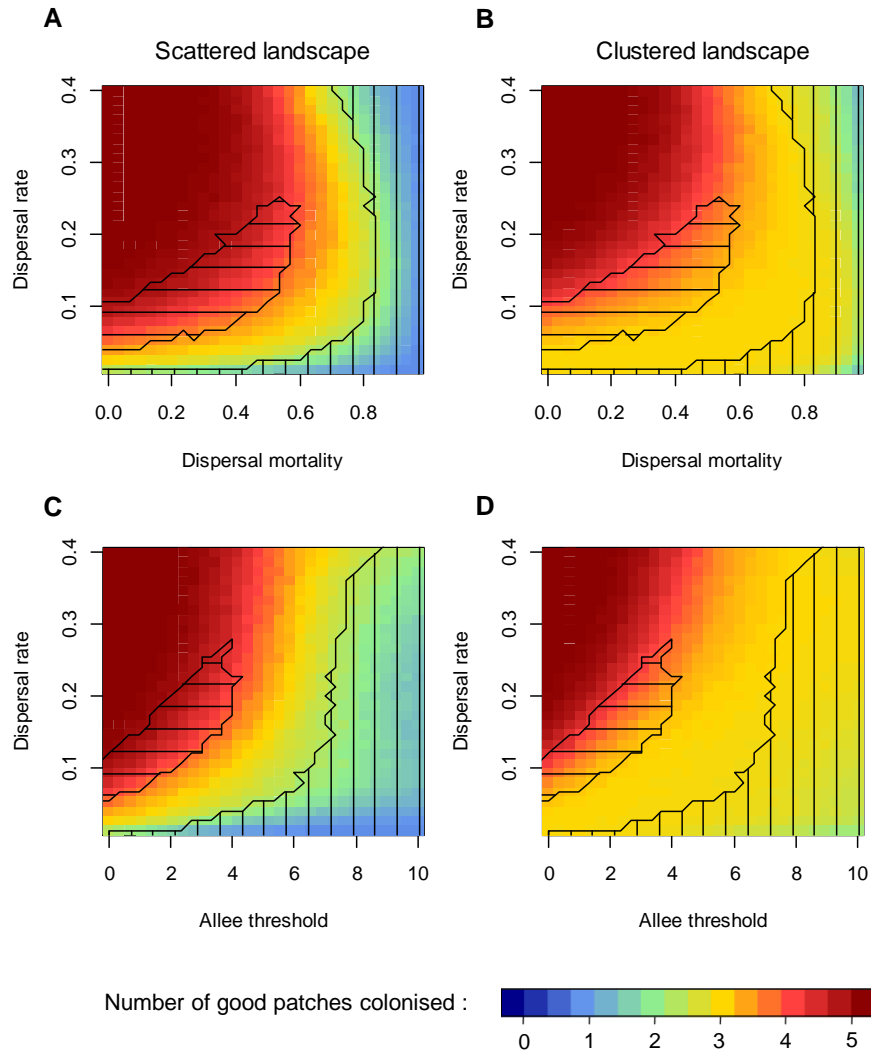 A
B
Scattered landscape
Clustered landscape
Dispersal rate
0.1 0.2 0.3 0.4
0.0 0.2 0.4 0.6 0.8
Dispersal mortality
Dispersal rate
0.1 0.2 0.3 0.4
0.0 0.2 0.4 0.6 0.8
Dispersal mortality
C
D
Dispersal rate
0.1 0.2 0.3 0.4
0 2 4 6 8 10
Allee threshold
Dispersal rate
0.1 0.2 0.3 0.4
0 2 4 6 8 10
Allee threshold
Number of good patches colonised :
0 1 2 3 4 5